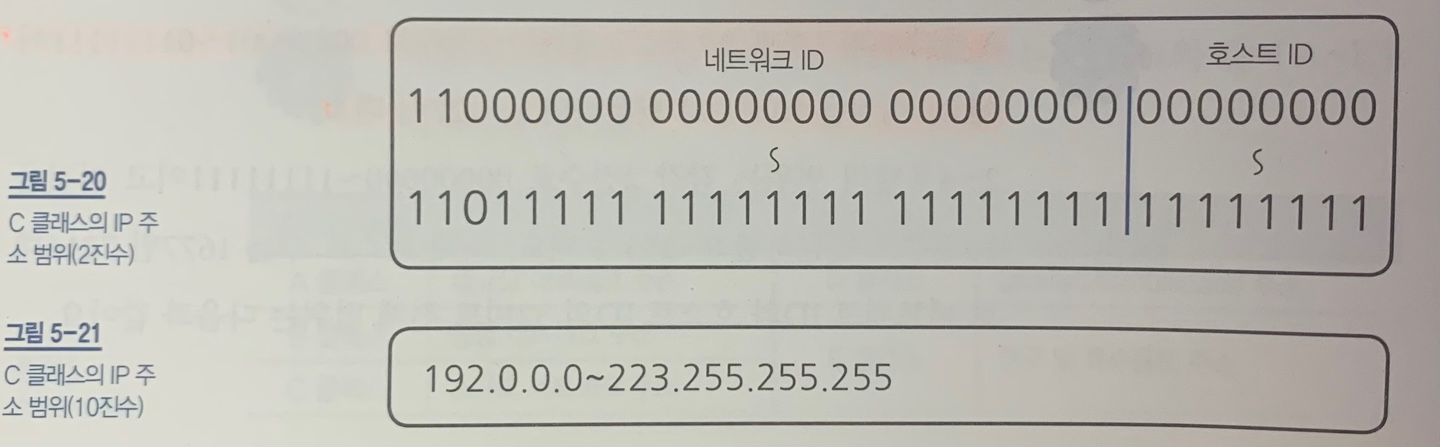 네트워크 ID 호스트 ID
11000000 00000000 00000000 00000000
~ ~
11011111 11111111 11111111 11111111
그림 5-20
C 클래스의 IP 주
소 범위(2진수)
그림 5-21
C 클래스의 IP 주
소 범위(10진수)
192.0.0.0~223.255.255.255